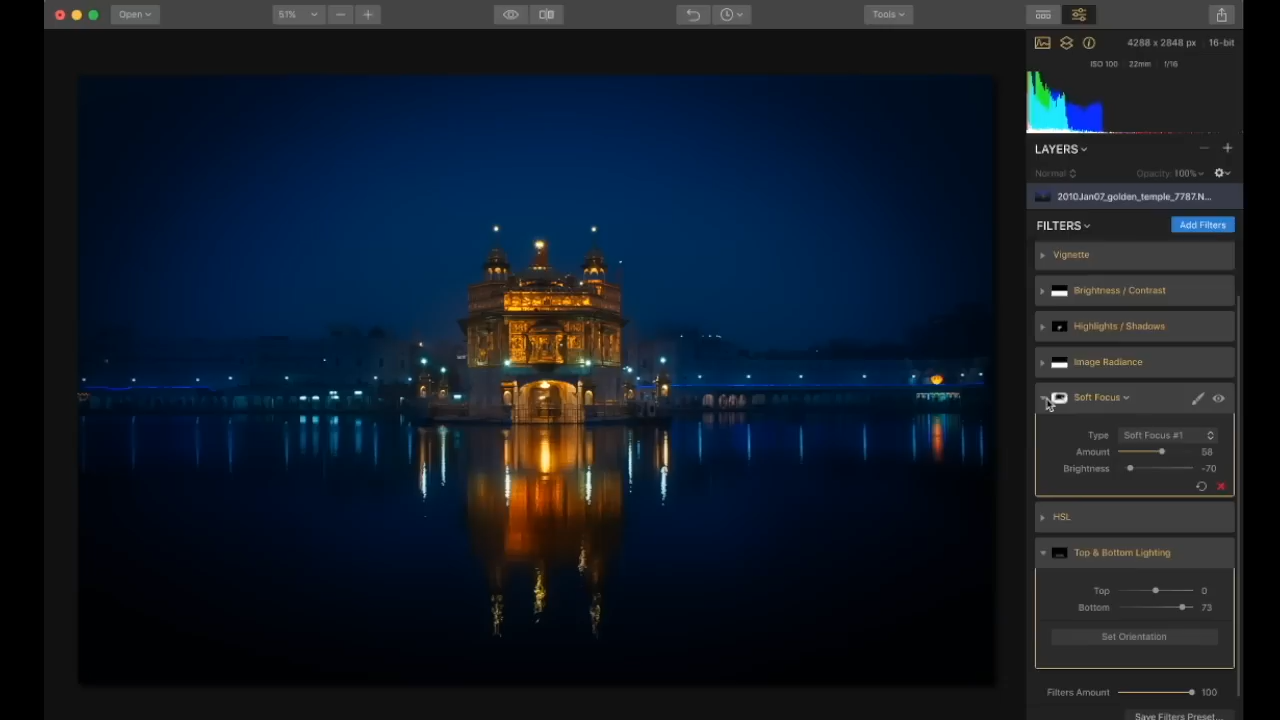 Open
51%
Tools
4288 x 2848 px
16-bit
ISO 100
22mm
1/16
LAYERS
Normal
Opacity: 100%
2010Jan07_golden_temple_7787.N...
FILTERS
Add Filters
Vignette
Brightness / Contrast
Highlights / Shadows
Image Radiance
Soft Focus
Type Soft Focus #1
Amount 58
Brightness -70
HSL
Top & Bottom Lighting
Top 0
Bottom 73
Set Orientation
Filters Amount 100
Save Filters Preset...